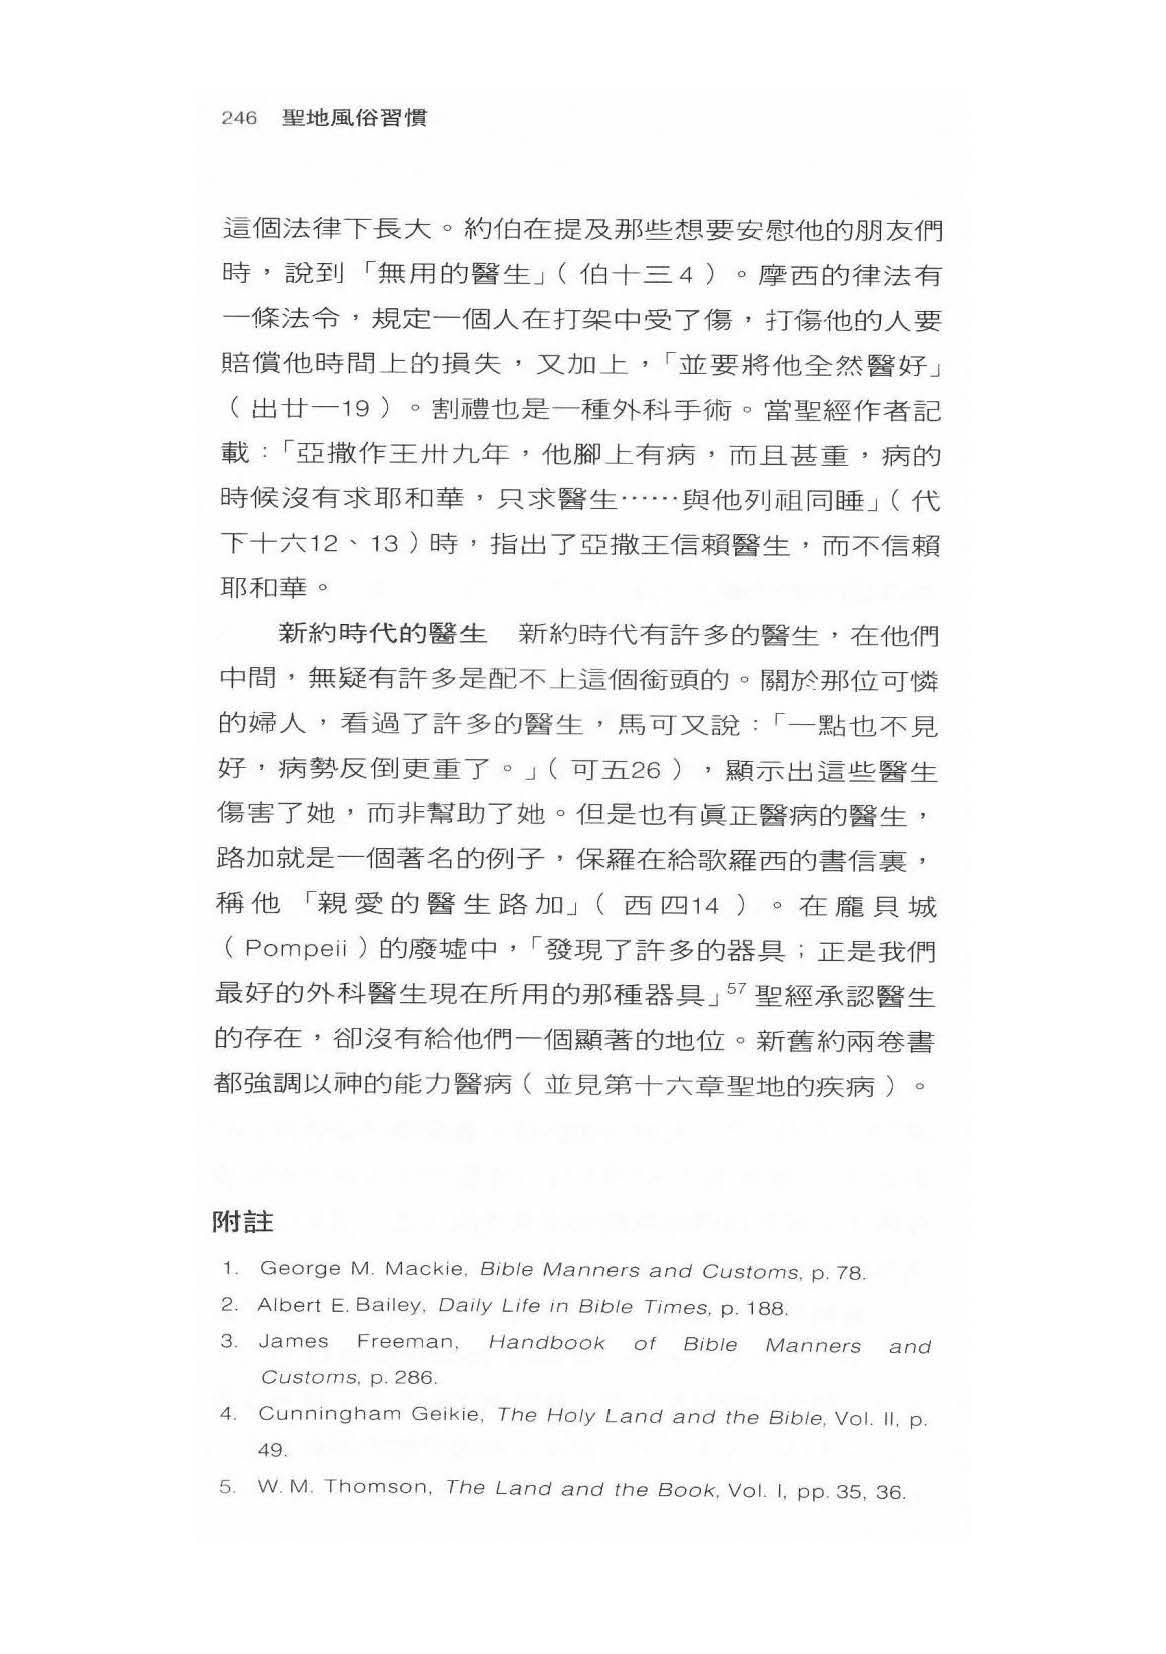 246 聖地風俗習慣
這個法律下長大。約伯在提及那些想要安慰他的朋友們
時，說到「無用的醫生」（伯十三4）。摩西的律法有
一條法令，規定一個人在打架中受了傷，打傷他的人要
賠償他時間上的損失，又加上，「並要將他全然醫好」
（出廿一19）。割禮也是一種外科手術。當聖經作者記
載：「亞撒作王卅九年，他腳上有病，而且甚重，病的
時候沒有求耶和華，只求醫生⋯⋯與他列祖同睡」（代
下十六12、13）時，指出了亞撒王信賴醫生，而不信賴
耶和華。
新約時代的醫生　新約時代有許多的醫生，在他們
中間，無疑有許多是配不上這個銜頭的。關於那位可憐
的婦人，看過了許多的醫生，馬可又說：「一點也不見
好，病勢反倒更重了。」（可五26），顯示出這些醫生
傷害了她，而非幫助了她。但是也有眞正醫病的醫生，
路加就是一個著名的例子，保羅在給歌羅西的書信裏，
稱他「親愛的醫生路加」（西四14）。在龐貝城
（Pompeii）的廢墟中，「發現了許多的器具；正是我們
最好的外科醫生現在所用的那種器具」57 聖經承認醫生
的存在，卻沒有給他們一個顯著的地位。新舊約兩卷書
都強調以神的能力醫病（並見第十六章聖地的疾病）。
附註
1. George M. Mackie, Bible Manners and Customs, p. 78.
2. Albert E. Bailey, Daily Life in Bible Times, p. 188.
3. James Freeman, Handbook of Bible Manners and
Customs, p. 286.
4. Cunningham Geikie, The Holy Land and the Bible, Vol. II, p.
49.
5. W. M. Thomson, The Land and the Book, Vol. I, pp. 35, 36.